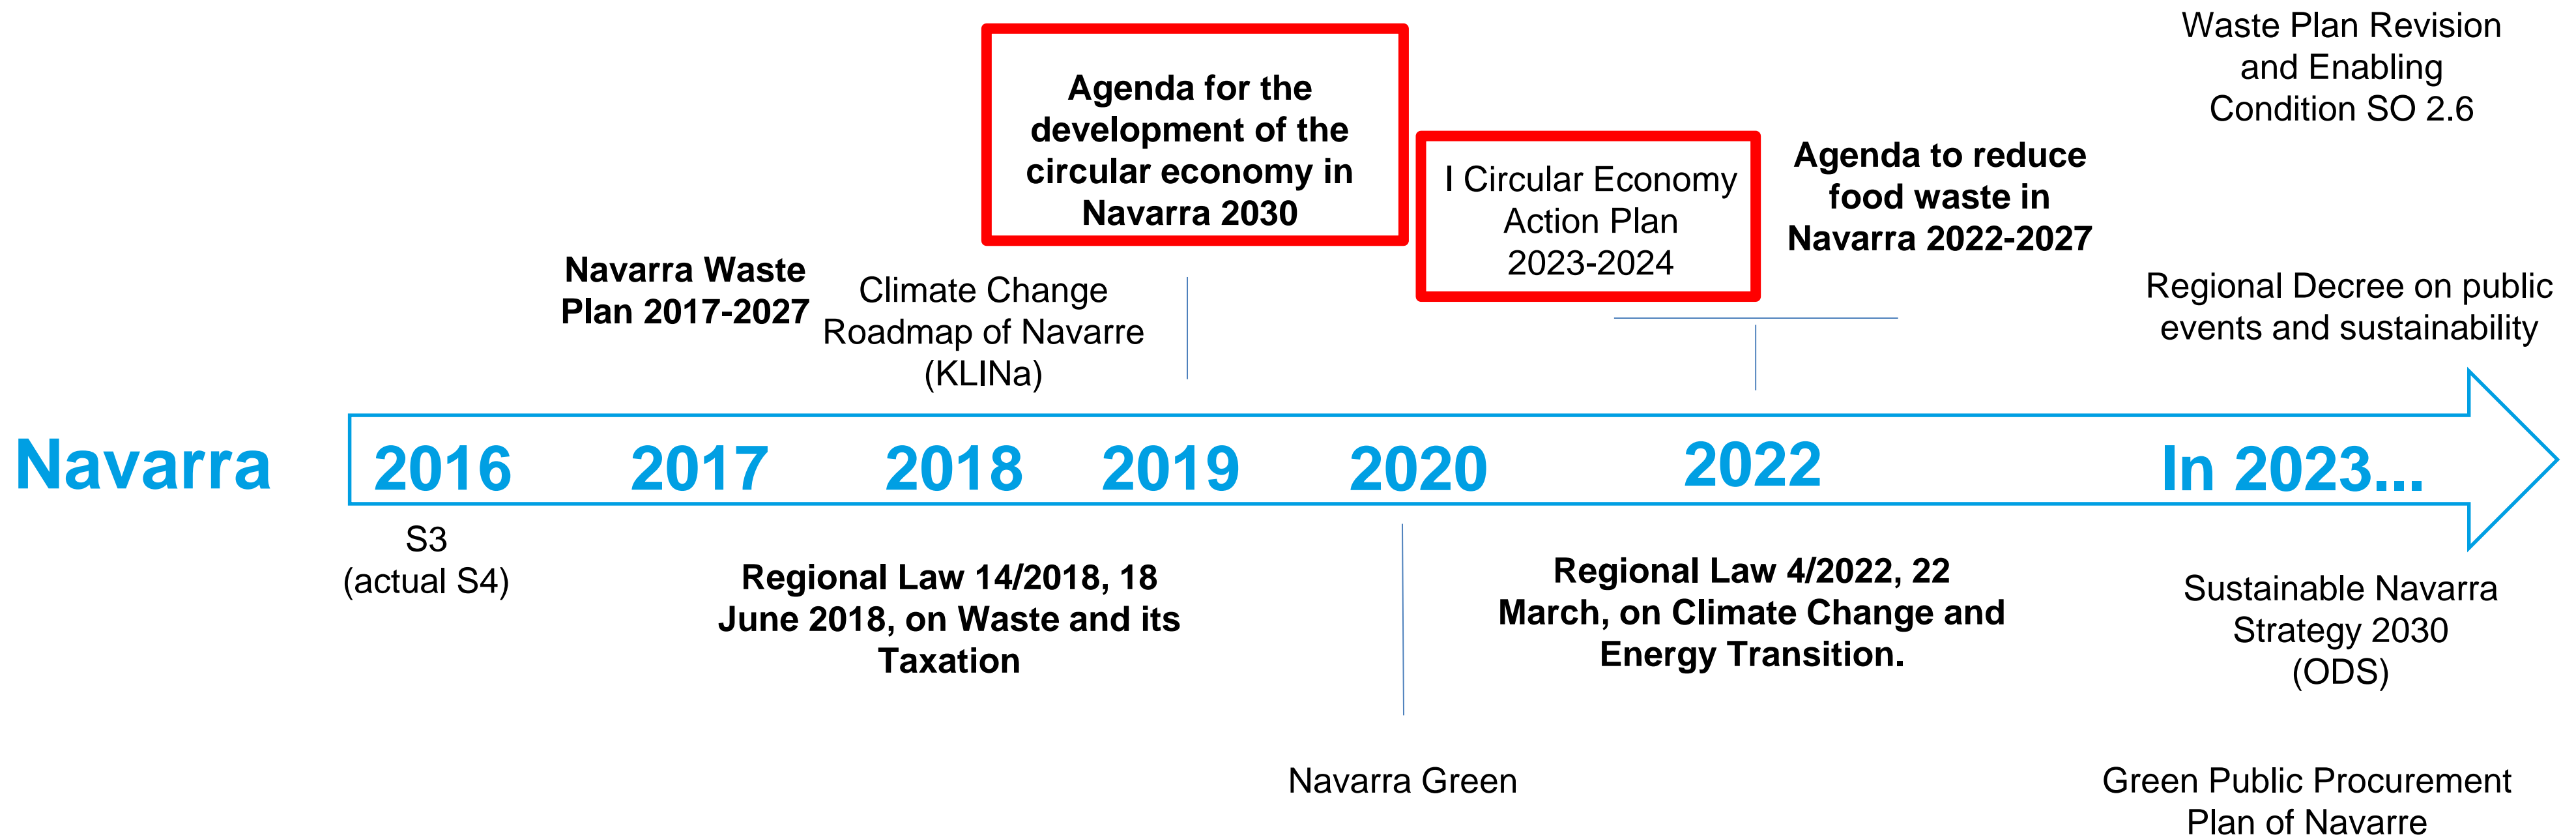 Waste Plan Revision
and Enabling
Condition SO 2.6
Agenda for the
development of the
circular economy in
Navarra 2030
I Circular Economy
Action Plan
2023-2024
Agenda to reduce
food waste in
Navarra 2022-2027
Navarra Waste
Plan 2017-2027
Climate Change
Roadmap of Navarre
(KLINa)
Regional Decree on public
events and sustainability
Navarra
2016
2017
2018
2019
2020
2022
In 2023...
S3
(actual S4)
Regional Law 14/2018, 18
June 2018, on Waste and its
Taxation
Regional Law 4/2022, 22
March, on Climate Change and
Energy Transition.
Sustainable Navarra
Strategy 2030
(ODS)
Navarra Green
Green Public Procurement
Plan of Navarre